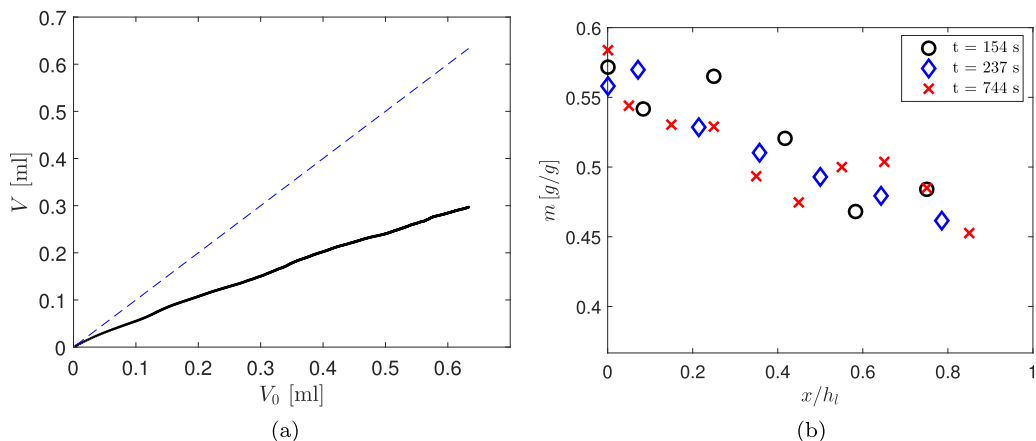 0.7
0.6
0.5
0.4
0.3
0.2
0.1
0
V [ml]
0 0.1 0.2 0.3 0.4 0.5 0.6
V₀ [ml]
(a)
0.6
0.55
0.5
0.45
0.4
m [g/g]
t = 154 s
t = 237 s
t = 744 s
0 0.2 0.4 0.6 0.8 1
x/hₗ
(b)